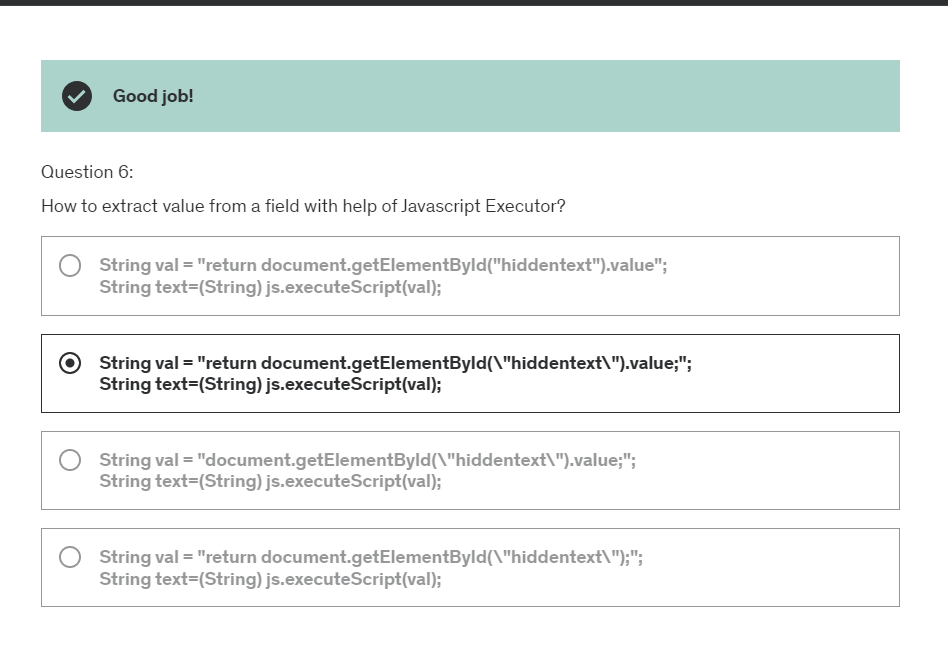 Good job!
Question 6:
How to extract value from a field with help of Javascript Executor?
String val = "return document.getElementById("hiddentext").value";
String text=(String) js.executeScript(val);
String val = "return document.getElementById(\"hiddentext\").value;";
String text=(String) js.executeScript(val);
String val = "document.getElementById(\"hiddentext\").value;";
String text=(String) js.executeScript(val);
String val = "return document.getElementById(\"hiddentext\");";
String text=(String) js.executeScript(val);